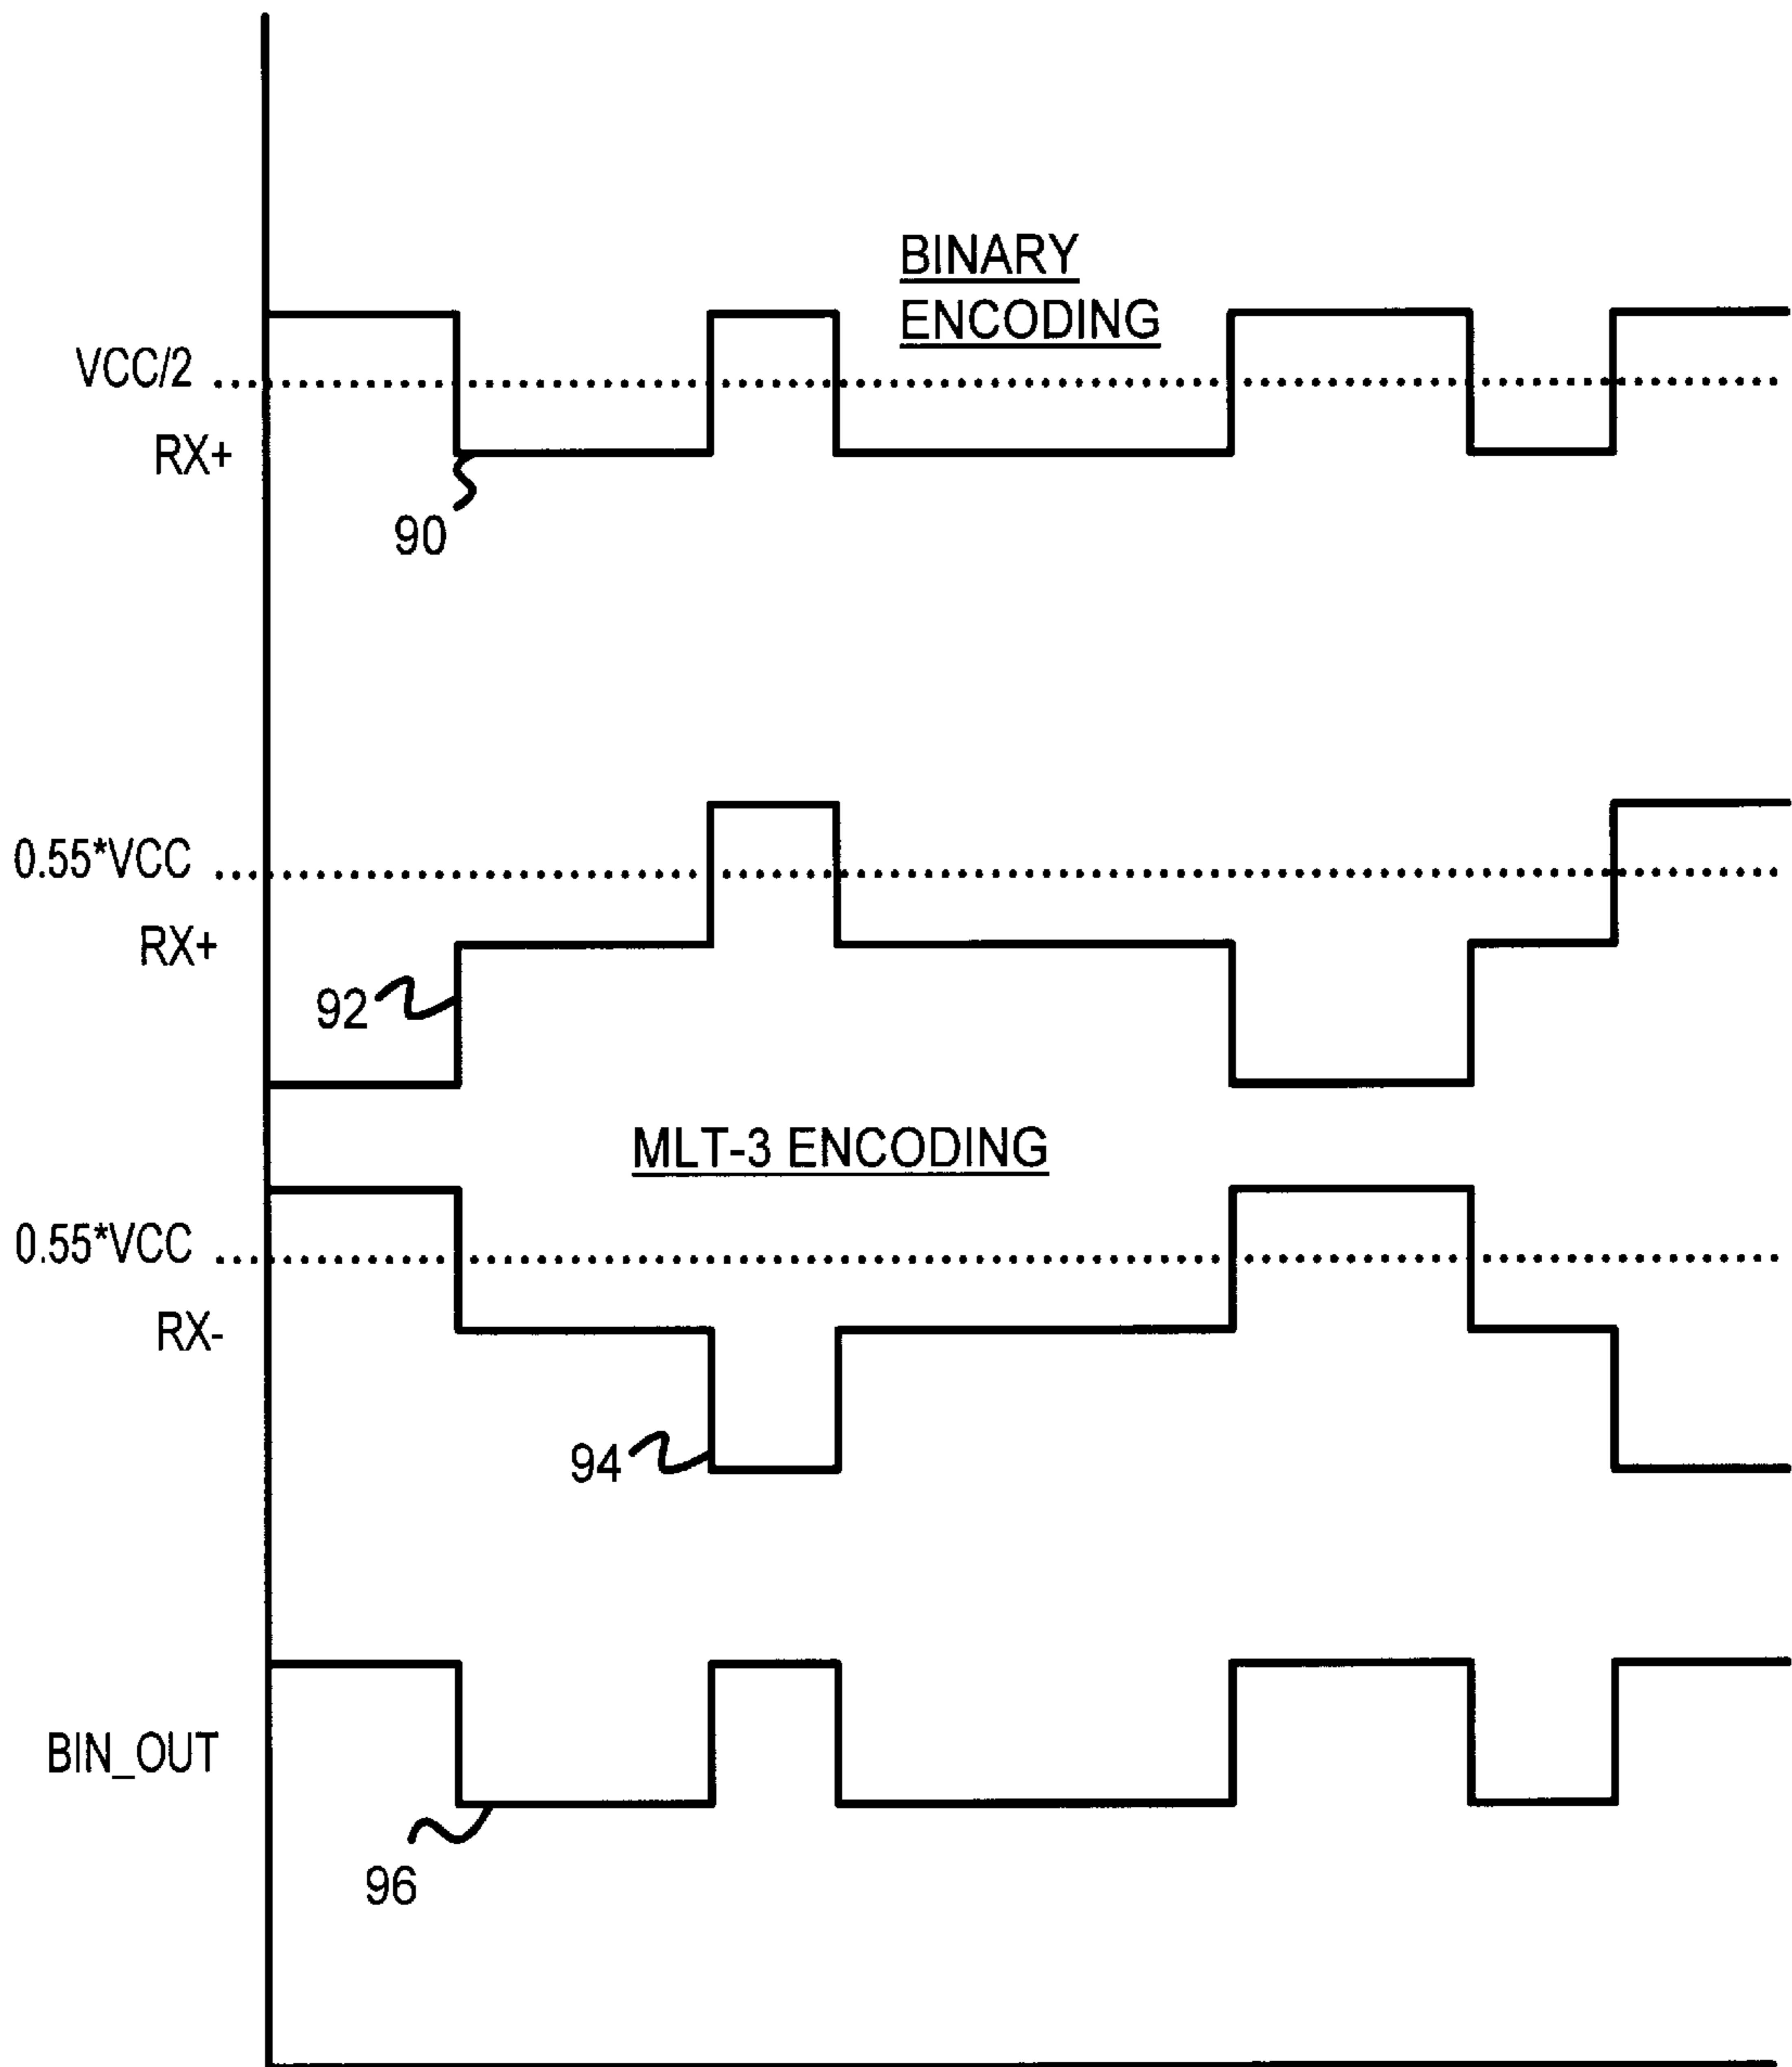 BINARY
ENCODING
VCC/2
RX+
90
0.55*VCC
RX+
92
MLT-3 ENCODING
0.55*VCC
RX-
94
BIN_OUT
96